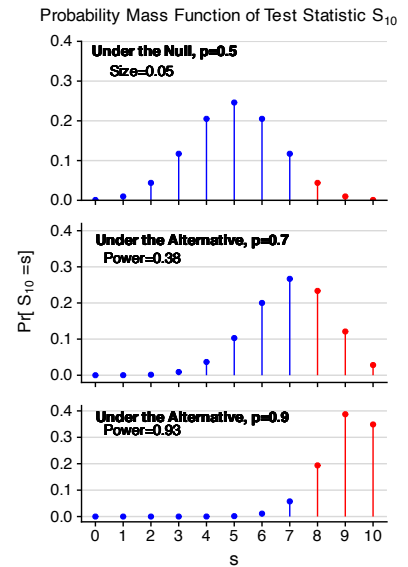 Probability Mass Function of Test Statistic S₁₀
0.4
Under the Null, p=0.5
Size=0.05
0.3
0.2
0.1
0.0
Under the Alternative, p=0.7
0.4
Power=0.38
0.3
0.2
0.1
0.0
Pr[ S₁₀ =s]
0.4
Under the Alternative, p=0.9
Power=0.93
0.3
0.2
0.1
0.0
0 1 2 3 4 5 6 7 8 9 10
s